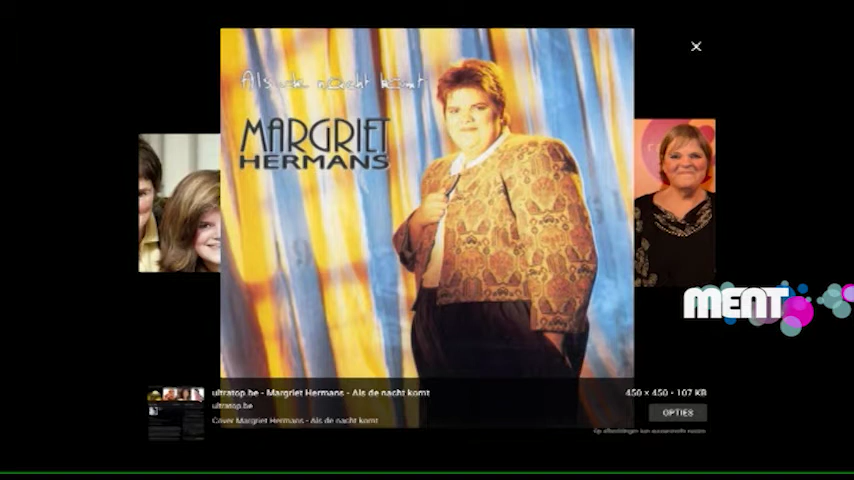 Als de nacht komt
MARGRIET
HERMANS
MENT
ultratop.be - Margriet Hermans - Als de nacht komt
450 × 450 - 107 KB
ultratop.be
OPTIES
Cover Margriet Hermans - Als de nacht komt